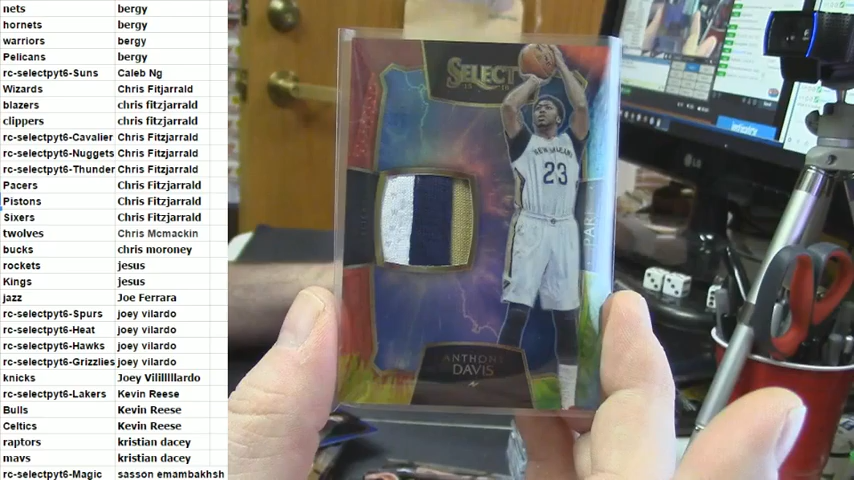 nets bergy
hornets bergy
warriors bergy
Pelicans bergy
rc-selectpyt6-Suns Caleb Ng
Wizards Chris Fitjarrald
blazers chris fitzjarrald
clippers chris fitzjarrald
rc-selectpyt6-Cavalier Chris Fitzjarrald
rc-selectpyt6-Nuggets Chris Fitzjarrald
rc-selectpyt6-Thunder Chris Fitzjarrald
Pacers Chris Fitzjarrald
Pistons Chris Fitzjarrald
Sixers Chris Fitzjarrald
twolves Chris Mcmackin
bucks chris moroney
rockets jesus
Kings jesus
jazz Joe Ferrara
rc-selectpyt6-Spurs joey vilardo
rc-selectpyt6-Heat joey vilardo
rc-selectpyt6-Hawks joey vilardo
rc-selectpyt6-Grizzlies joey vilardo
knicks Joey Vilillllardo
rc-selectpyt6-Lakers Kevin Reese
Bulls Kevin Reese
Celtics Kevin Reese
raptors kristian dacey
mavs kristian dacey
rc-selectpyt6-Magic sasson emambakhsh
SELECT
15 16
NEW ORLEANS
23
ANTHONY
DAVIS
LG